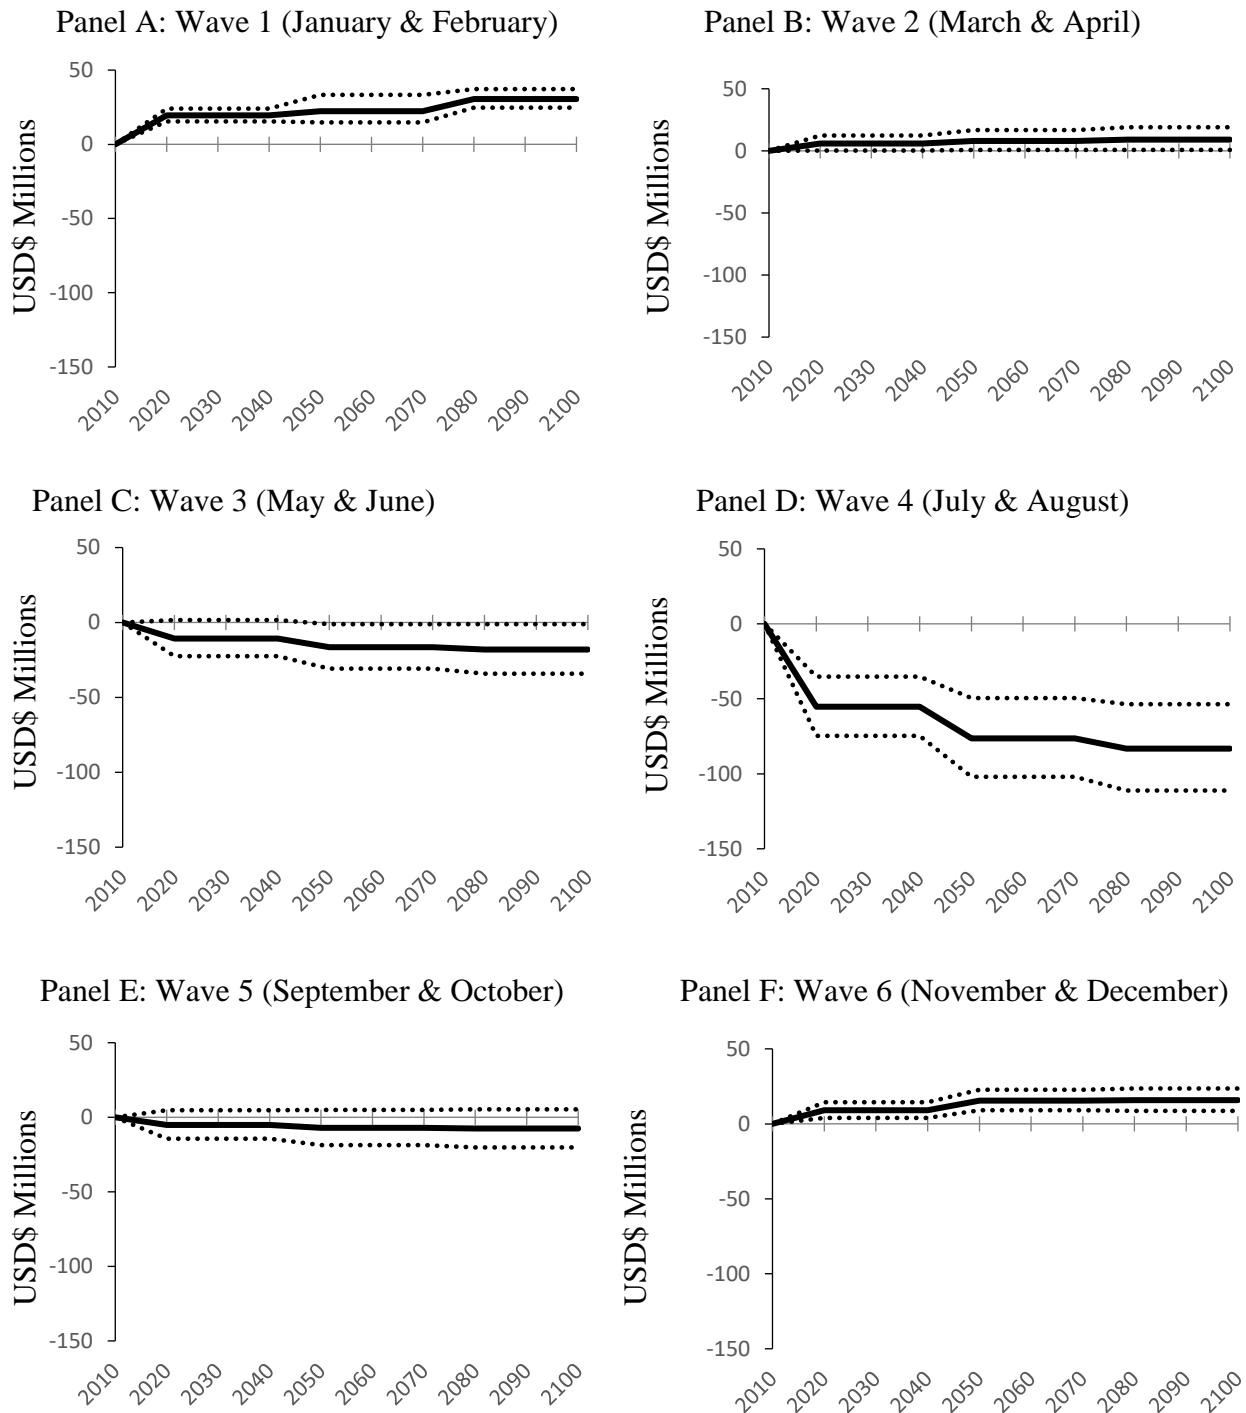 Panel A: Wave 1 (January & February)
50
0
-50
-100
-150
USD$ Millions
2010 2020 2030 2040 2050 2060 2070 2080 2090 2100
Panel B: Wave 2 (March & April)
50
0
-50
-100
-150
USD$ Millions
2010 2020 2030 2040 2050 2060 2070 2080 2090 2100
Panel C: Wave 3 (May & June)
50
0
-50
-100
-150
USD$ Millions
2010 2020 2030 2040 2050 2060 2070 2080 2090 2100
Panel D: Wave 4 (July & August)
50
0
-50
-100
-150
USD$ Millions
2010 2020 2030 2040 2050 2060 2070 2080 2090 2100
Panel E: Wave 5 (September & October)
50
0
-50
-100
-150
USD$ Millions
2010 2020 2030 2040 2050 2060 2070 2080 2090 2100
Panel F: Wave 6 (November & December)
50
0
-50
-100
-150
USD$ Millions
2010 2020 2030 2040 2050 2060 2070 2080 2090 2100